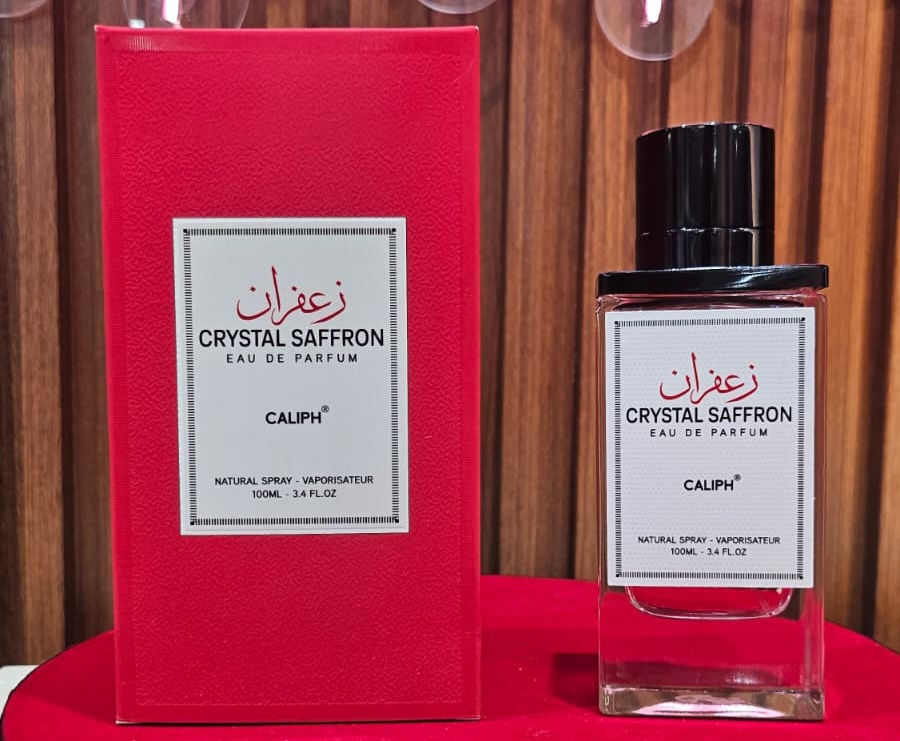 زعفران
CRYSTAL SAFFRON
EAU DE PARFUM
CALIPH®
NATURAL SPRAY - VAPORISATEUR
100ML - 3.4 FL.OZ
زعفران
CRYSTAL SAFFRON
EAU DE PARFUM
CALIPH®
NATURAL SPRAY - VAPORISATEUR
100ML - 3.4 FL.OZ